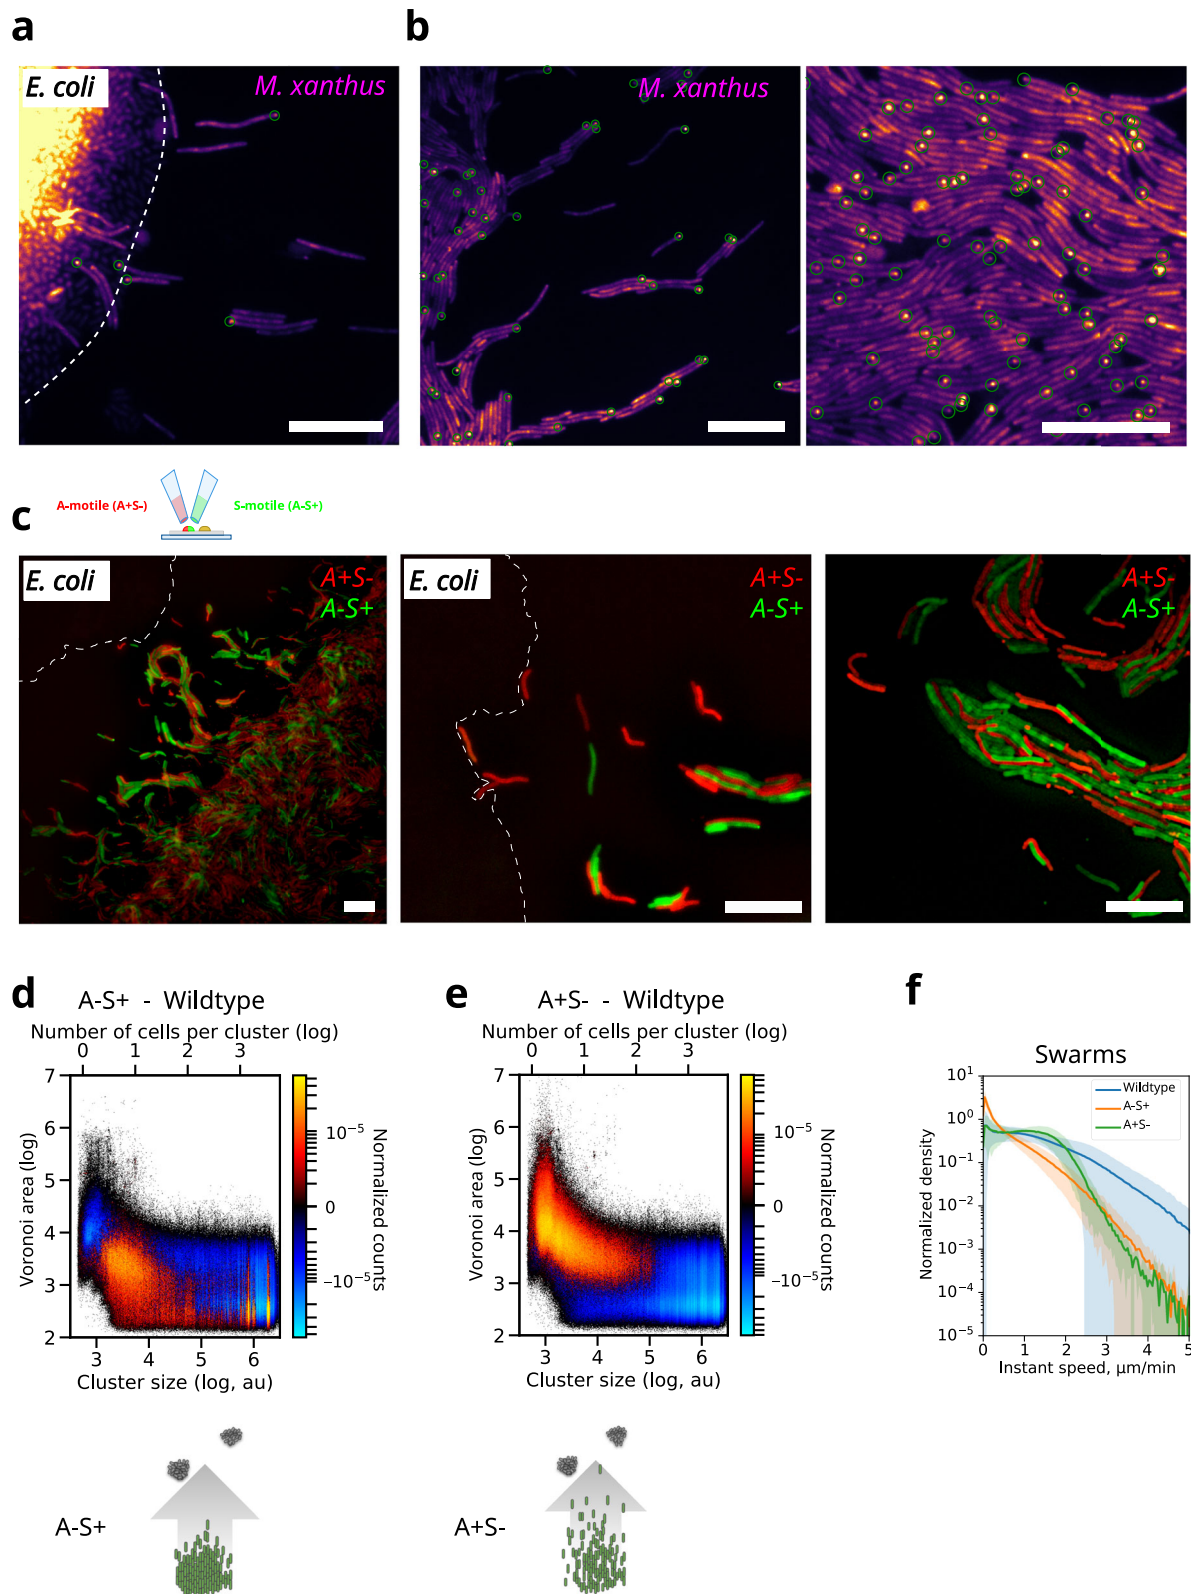 a
b
E. coli
M. xanthus
M. xanthus
A-motile (A+S-)
S-motile (A-S+)
c
E. coli
A+S-
A-S+
E. coli
A+S-
A-S+
A+S-
A-S+
d
A-S+ - Wildtype
Number of cells per cluster (log)
0 1 2 3
7
6
5
4
3
2
Voronoi area (log)
3 4 5 6
Cluster size (log, au)
10⁻⁵
0
−10⁻⁵
Normalized counts
e
A+S- - Wildtype
Number of cells per cluster (log)
0 1 2 3
7
6
5
4
3
2
Voronoi area (log)
3 4 5 6
Cluster size (log, au)
10⁻⁵
0
−10⁻⁵
Normalized counts
f
Swarms
10¹
10⁰
10⁻¹
10⁻²
10⁻³
10⁻⁴
10⁻⁵
Normalized density
Wildtype
A-S+
A+S-
0 1 2 3 4 5
Instant speed, µm/min
A-S+
A+S-